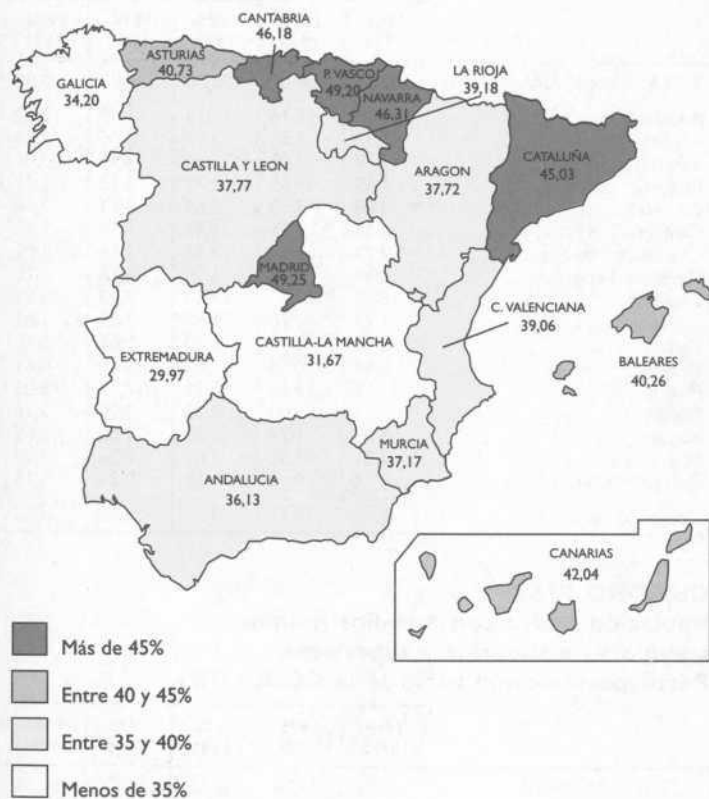 CANTABRIA
46,18
ASTURIAS
40,73
GALICIA
34,20
P. VASCO
49,20
NAVARRA
46,31
LA RIOJA
39,18
CASTILLA Y LEON
37,77
ARAGON
37,72
CATALUÑA
45,03
MADRID
49,25
C. VALENCIANA
39,06
CASTILLA-LA MANCHA
31,67
EXTREMADURA
29,97
BALEARES
40,26
MURCIA
37,17
ANDALUCIA
36,13
CANARIAS
42,04
Más de 45%
Entre 40 y 45%
Entre 35 y 40%
Menos de 35%